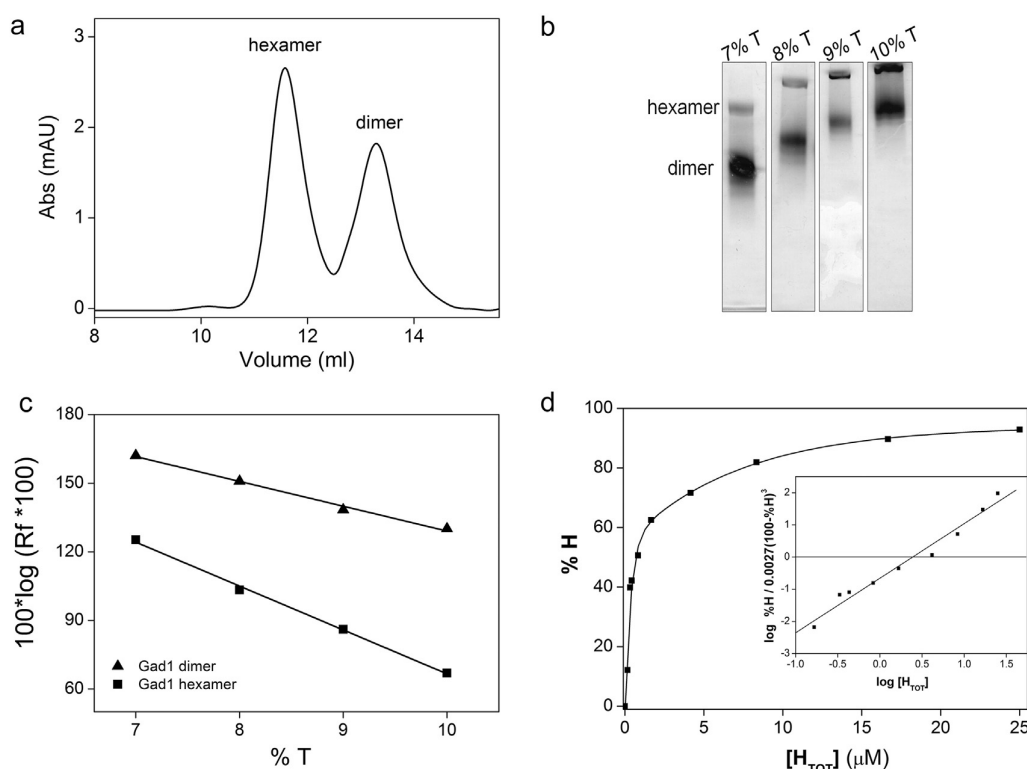 a
3
2
1
0
Abs (mAU)
hexamer
dimer
8
10
12
14
Volume (ml)
b
7% T
8% T
9% T
10% T
hexamer
dimer
c
180
150
120
90
60
100*log (Rf *100)
Gad1 dimer
Gad1 hexamer
7
8
9
10
% T
d
100
80
60
40
20
0
% H
0
5
10
15
20
25
[H_TOT] (μM)
2
1
0
-1
-2
-3
log %H / 0.0027(100-%H)³
-1.0
-0.5
0.0
0.5
1.0
1.5
log [H_TOT]